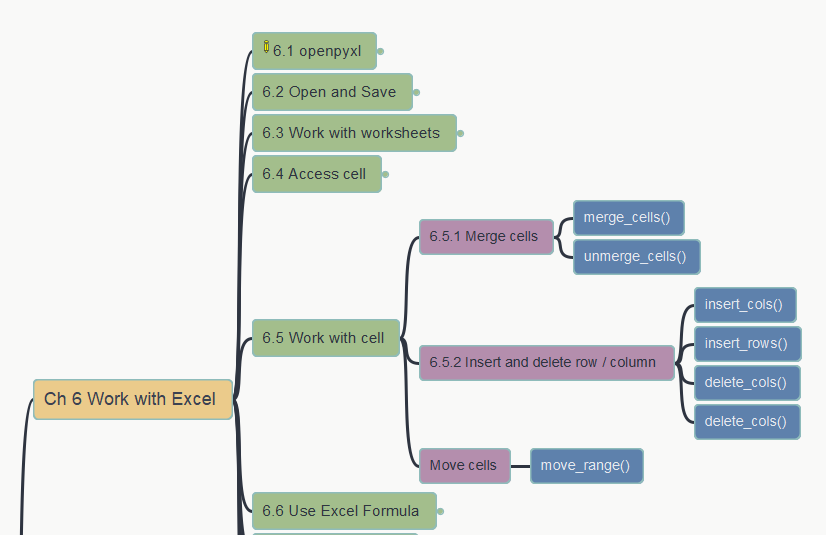 6.1 openpyxl
6.2 Open and Save
6.3 Work with worksheets
6.4 Access cell
6.5.1 Merge cells
merge_cells()
unmerge_cells()
6.5 Work with cell
6.5.2 Insert and delete row / column
insert_cols()
insert_rows()
delete_cols()
delete_cols()
Ch 6 Work with Excel
Move cells
move_range()
6.6 Use Excel Formula